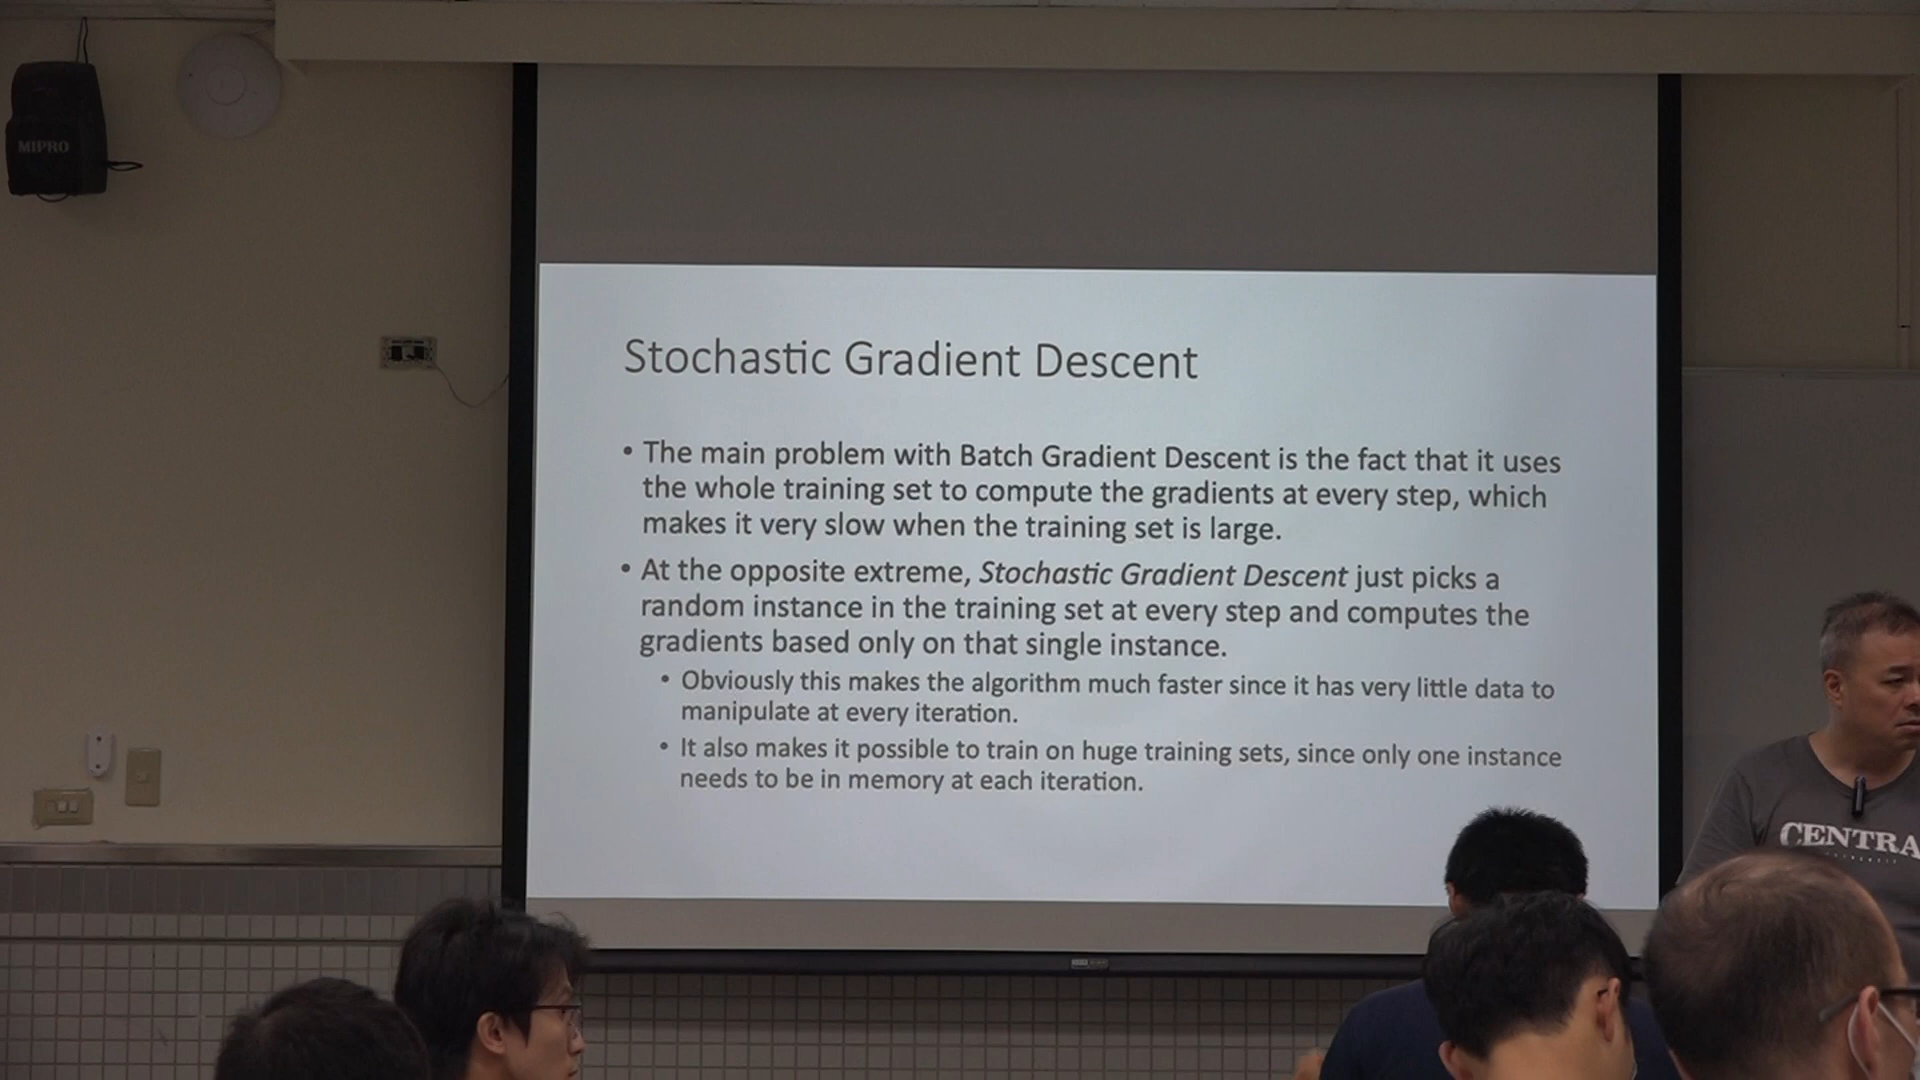 MIPRO
Stochastic Gradient Descent
• The main problem with Batch Gradient Descent is the fact that it uses
the whole training set to compute the gradients at every step, which
makes it very slow when the training set is large.
• At the opposite extreme, Stochastic Gradient Descent just picks a
random instance in the training set at every step and computes the
gradients based only on that single instance.
• Obviously this makes the algorithm much faster since it has very little data to
manipulate at every iteration.
• It also makes it possible to train on huge training sets, since only one instance
needs to be in memory at each iteration.
CENTRA